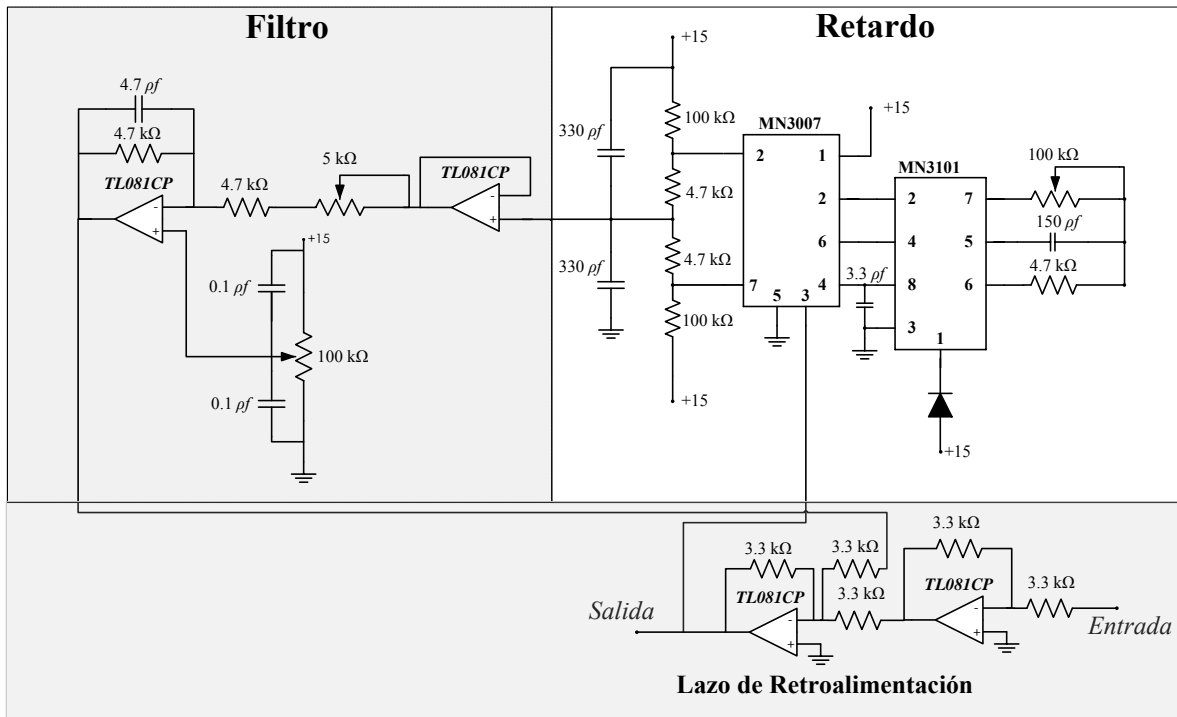 Filtro
Retardo
+15
4.7 ρf
4.7 kΩ
TL081CP
-
+
4.7 kΩ
5 kΩ
TL081CP
-
+
+15
0.1 ρf
100 kΩ
0.1 ρf
330 ρf
330 ρf
100 kΩ
4.7 kΩ
4.7 kΩ
100 kΩ
+15
MN3007
2
7
5
3
1
2
6
4
+15
MN3101
2
4
8
3
1
7
5
6
3.3 ρf
100 kΩ
150 ρf
4.7 kΩ
+15
3.3 kΩ
3.3 kΩ
3.3 kΩ
TL081CP
-
+
3.3 kΩ
TL081CP
-
+
3.3 kΩ
Salida
Entrada
Lazo de Retroalimentación